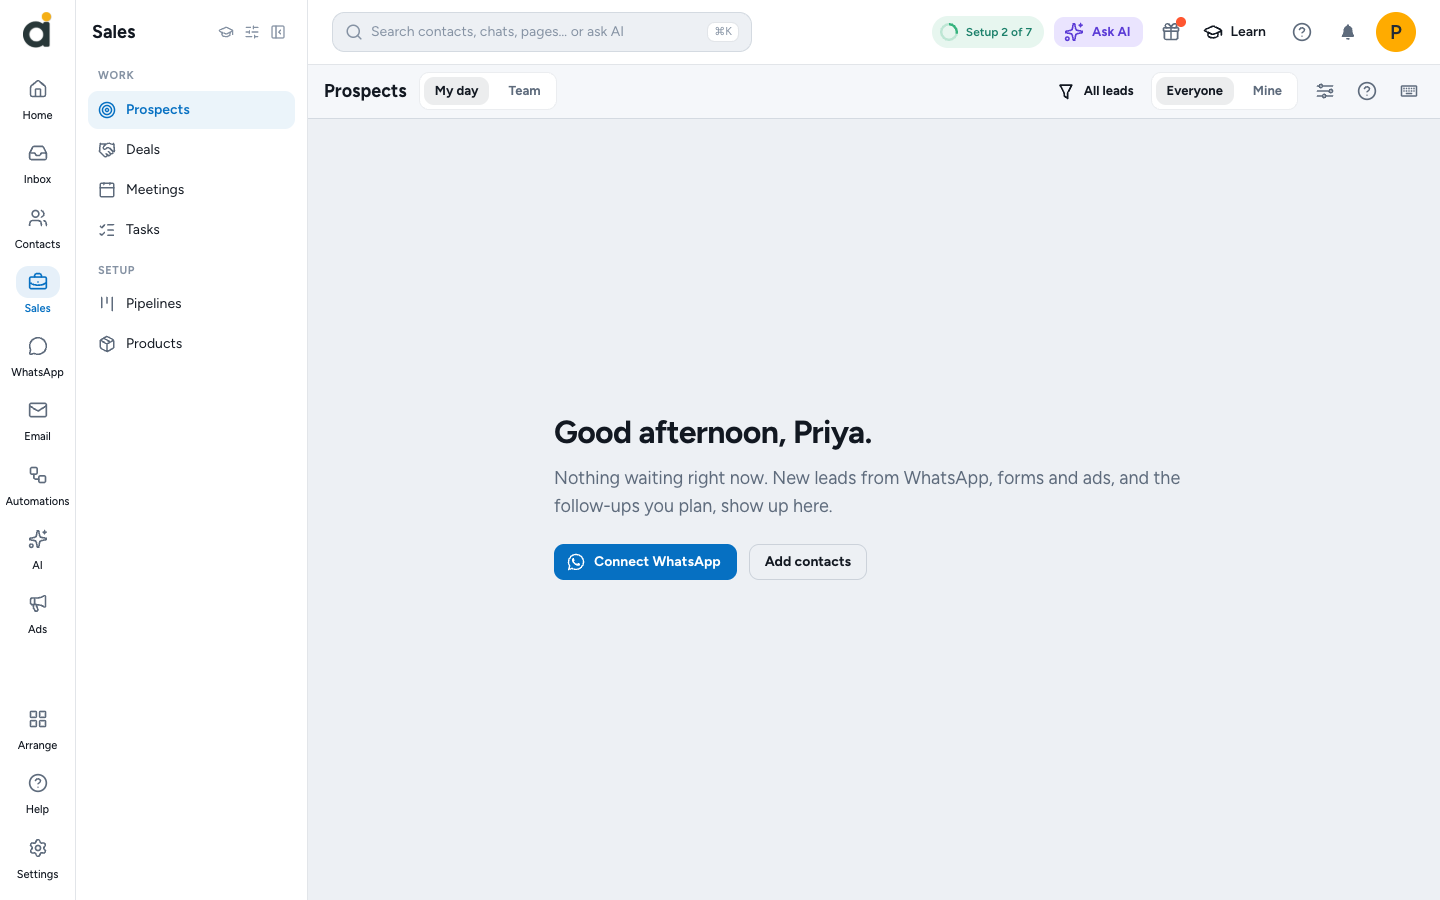 Home
Inbox
Contacts
Sales
WhatsApp
Email
Automations
AI
Ads
Arrange
Help
Settings
Sales
WORK
Prospects
Deals
Meetings
Tasks
SETUP
Pipelines
Products
Search contacts, chats, pages... or ask AI
⌘K
Setup 2 of 7
Ask AI
Learn
P
Prospects
My day
Team
All leads
Everyone
Mine
Good afternoon, Priya.
Nothing waiting right now. New leads from WhatsApp, forms and ads, and the
follow-ups you plan, show up here.
Connect WhatsApp
Add contacts